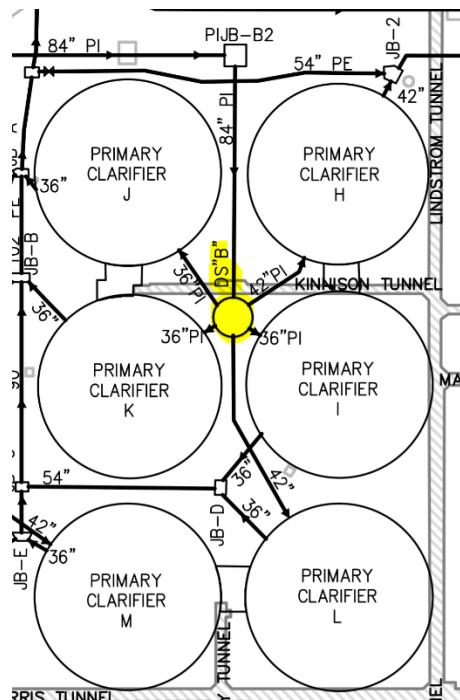 84" PI
PIJB-B2
JB-2
54" PE
42"
84" PI
LINDSTROM TUNNEL
PRIMARY
CLARIFIER
J
PRIMARY
CLARIFIER
H
36"
JB-B
DS"B"
36"PI
42"PI
KINNISON TUNNEL
36"
36"PI
36"PI
PRIMARY
CLARIFIER
K
PRIMARY
CLARIFIER
I
MA
90
54"
36"
42"
36"
JB-D
42"
36"
JB-E
PRIMARY
CLARIFIER
M
PRIMARY
CLARIFIER
L
Y TUNNEL
RRIS TUNNEL